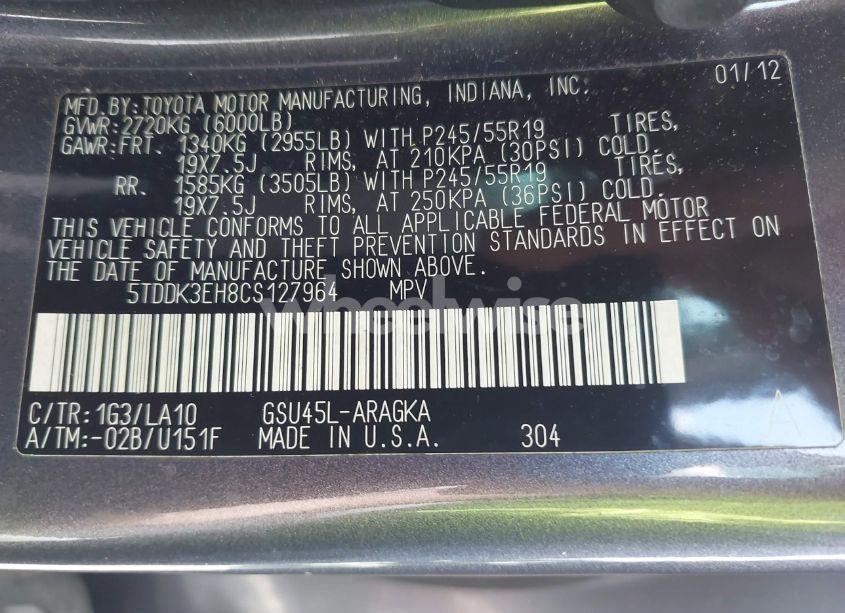 01/12
MFD.BY:TOYOTA MOTOR MANUFACTURING, INDIANA, INC.
GVWR:2720KG (6000LB)
GAWR:FRT. 1340KG (2955LB) WITH P245/55R19 TIRES,
19X7.5J RIMS, AT 210KPA (30PSI) COLD.
RR. 1585KG (3505LB) WITH P245/55R19 TIRES,
19X7.5J RIMS, AT 250KPA (36PSI) COLD.
THIS VEHICLE CONFORMS TO ALL APPLICABLE FEDERAL MOTOR
VEHICLE SAFETY AND THEFT PREVENTION STANDARDS IN EFFECT ON
THE DATE OF MANUFACTURE SHOWN ABOVE.
5TDDK3EH8CS127964 MPV
wheelwise
C/TR:1G3/LA10 GSU45L-ARAGKA
A/TM:-02B/U151F MADE IN U.S.A. 304
A